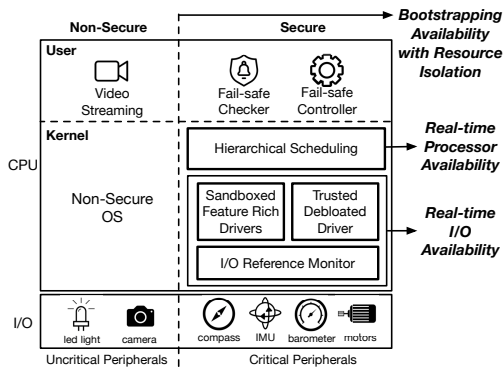 Non-Secure
Secure
Bootstrapping
Availability
with Resource
Isolation
User
Video
Streaming
Fail-safe
Checker
Fail-safe
Controller
Kernel
CPU
Non-Secure
OS
Hierarchical Scheduling
Real-time
Processor
Availability
Sandboxed
Feature Rich
Drivers
Trusted
Debloated
Driver
I/O Reference Monitor
Real-time
I/O
Availability
I/O
led light
camera
compass
IMU
barometer
motors
Uncritical Peripherals
Critical Peripherals